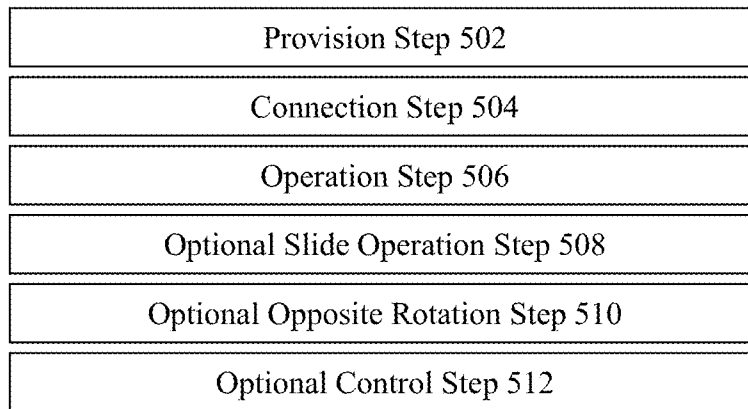 Provision Step 502
Connection Step 504
Operation Step 506
Optional Slide Operation Step 508
Optional Opposite Rotation Step 510
Optional Control Step 512